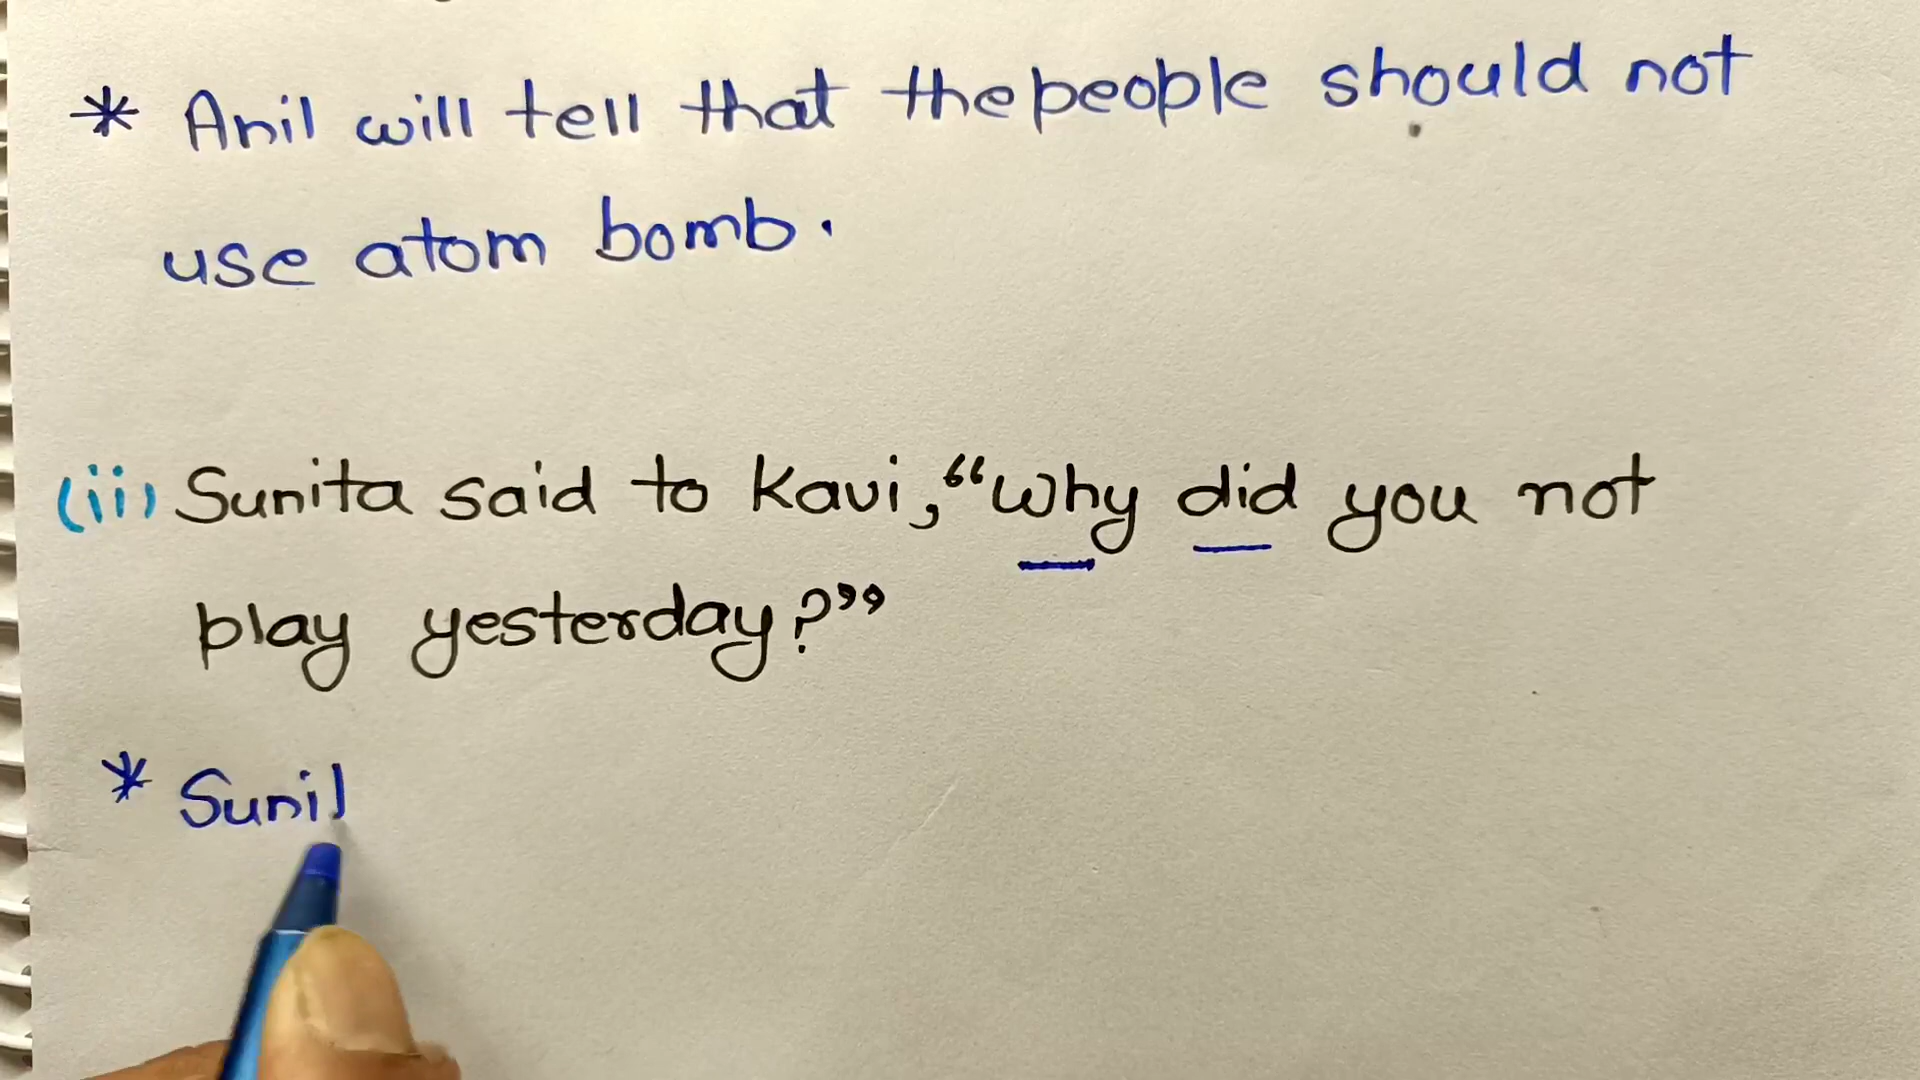 * Anil will tell that the people should not
use atom bomb.
(ii) Sunita said to Kavi, “Why did you not
play yesterday?”
* Sunil